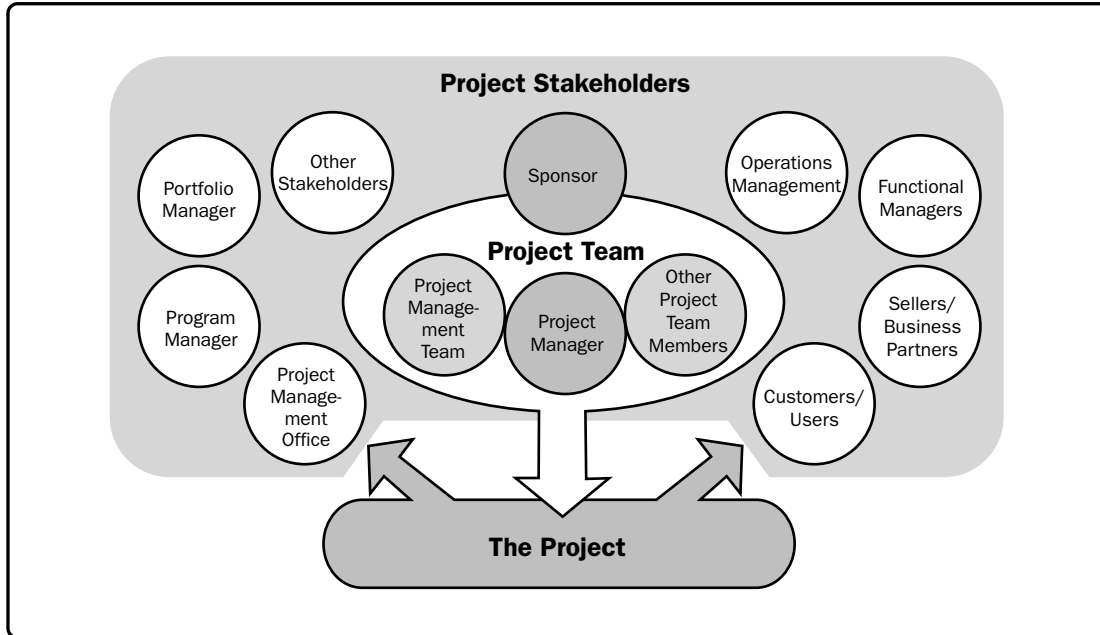 Project Stakeholders
Portfolio
Manager
Other
Stakeholders
Sponsor
Operations
Management
Functional
Managers
Project Team
Program
Manager
Project
Manage-
ment
Team
Project
Manager
Other
Project
Team
Members
Sellers/
Business
Partners
Project
Manage-
ment
Office
Customers/
Users
The Project